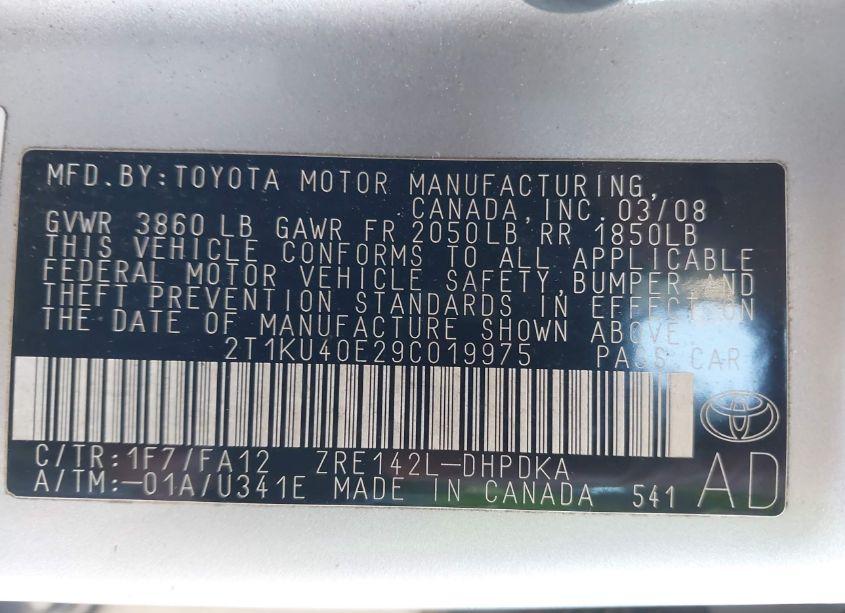 MFD.BY:TOYOTA MOTOR MANUFACTURING,
CANADA,INC. 03/08
GVWR 3860LB GAWR FR 2050LB RR 1850LB
THIS VEHICLE CONFORMS TO ALL APPLICABLE
FEDERAL MOTOR VEHICLE SAFETY,BUMPER AND
THEFT PREVENTION STANDARDS IN EFFECT ON
THE DATE OF MANUFACTURE SHOWN ABOVE.
2T1KU40E29C019975 PASS CAR
C/TR:1F7/FA12 ZRE142L-DHPDKA
A/TM:-01A/U341E MADE IN CANADA 541 AD